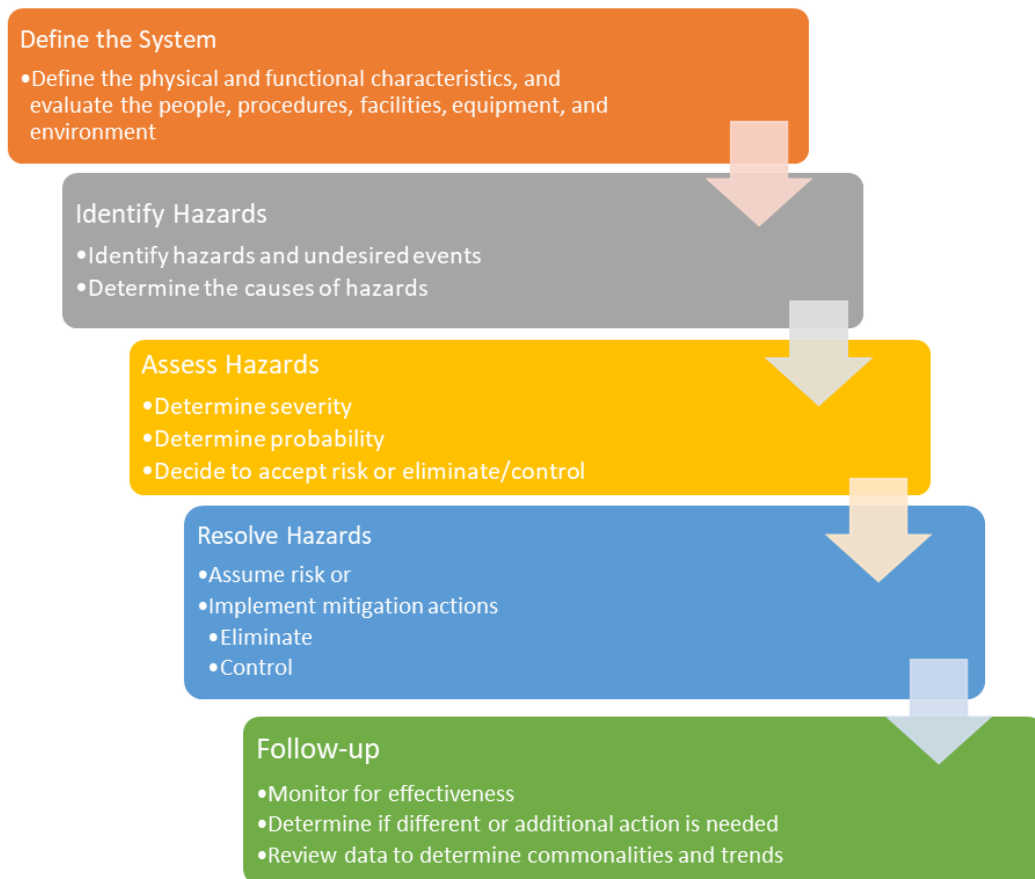 Define the System
•Define the physical and functional characteristics, and
evaluate the people, procedures, facilities, equipment, and
environment
Identify Hazards
•Identify hazards and undesired events
•Determine the causes of hazards
Assess Hazards
•Determine severity
•Determine probability
•Decide to accept risk or eliminate/control
Resolve Hazards
•Assume risk or
•Implement mitigation actions
•Eliminate
•Control
Follow-up
•Monitor for effectiveness
•Determine if different or additional action is needed
•Review data to determine commonalities and trends